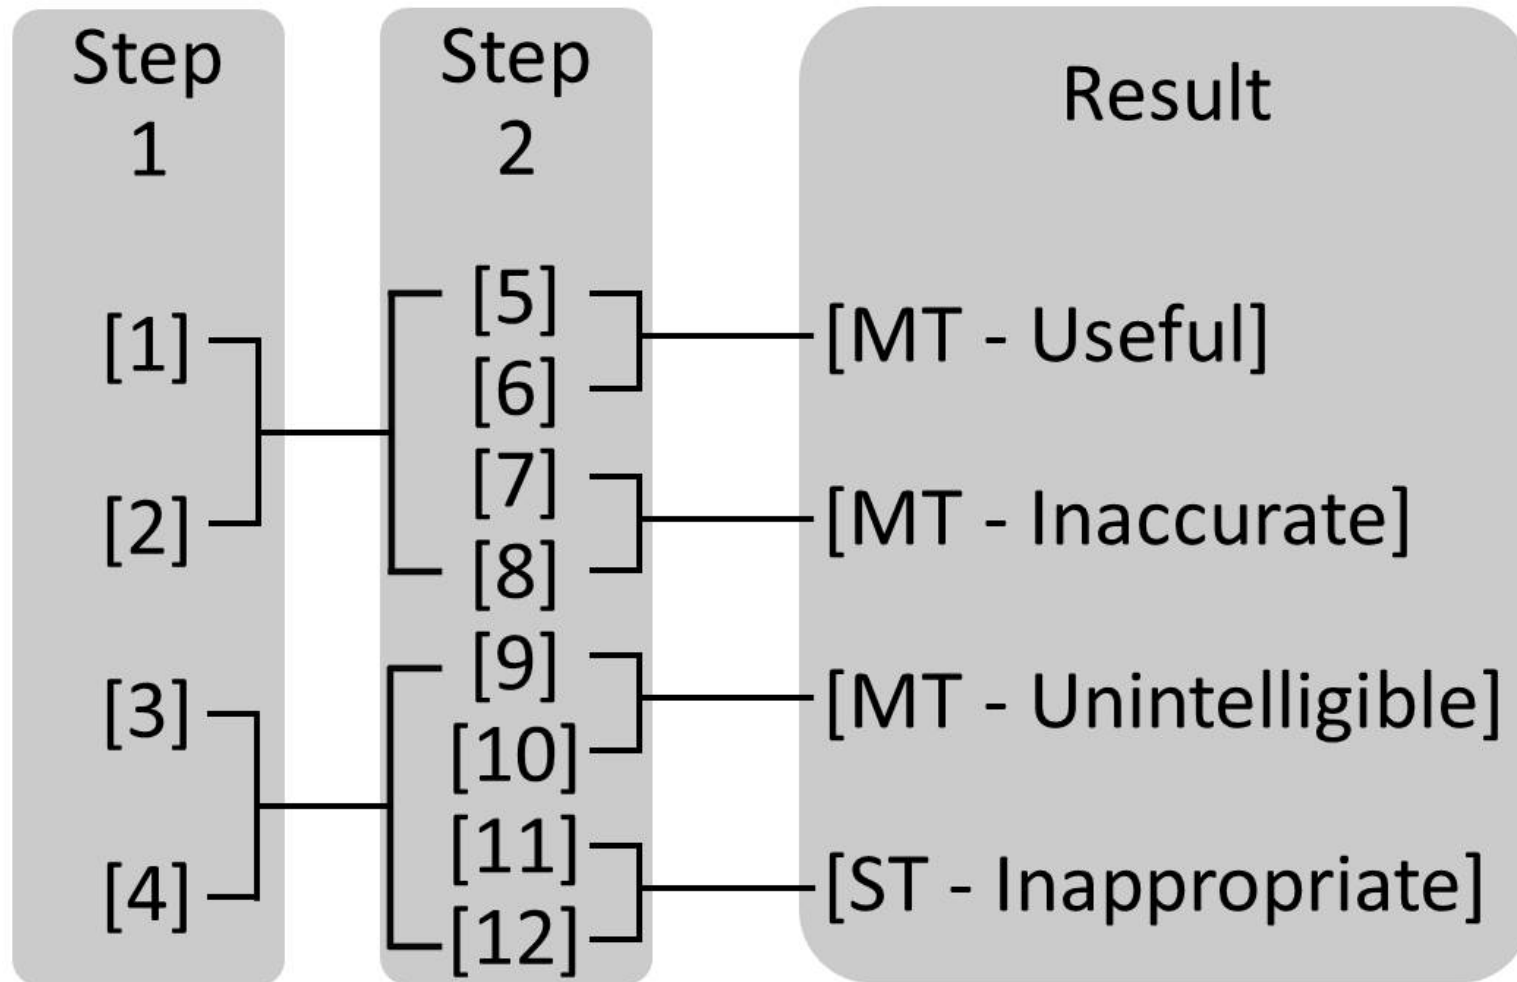 Step
1
[1]
[2]
[3]
[4]
Step
2
[5]
[6]
[7]
[8]
[9]
[10]
[11]
[12]
Result
[MT - Useful]
[MT - Inaccurate]
[MT - Unintelligible]
[ST - Inappropriate]